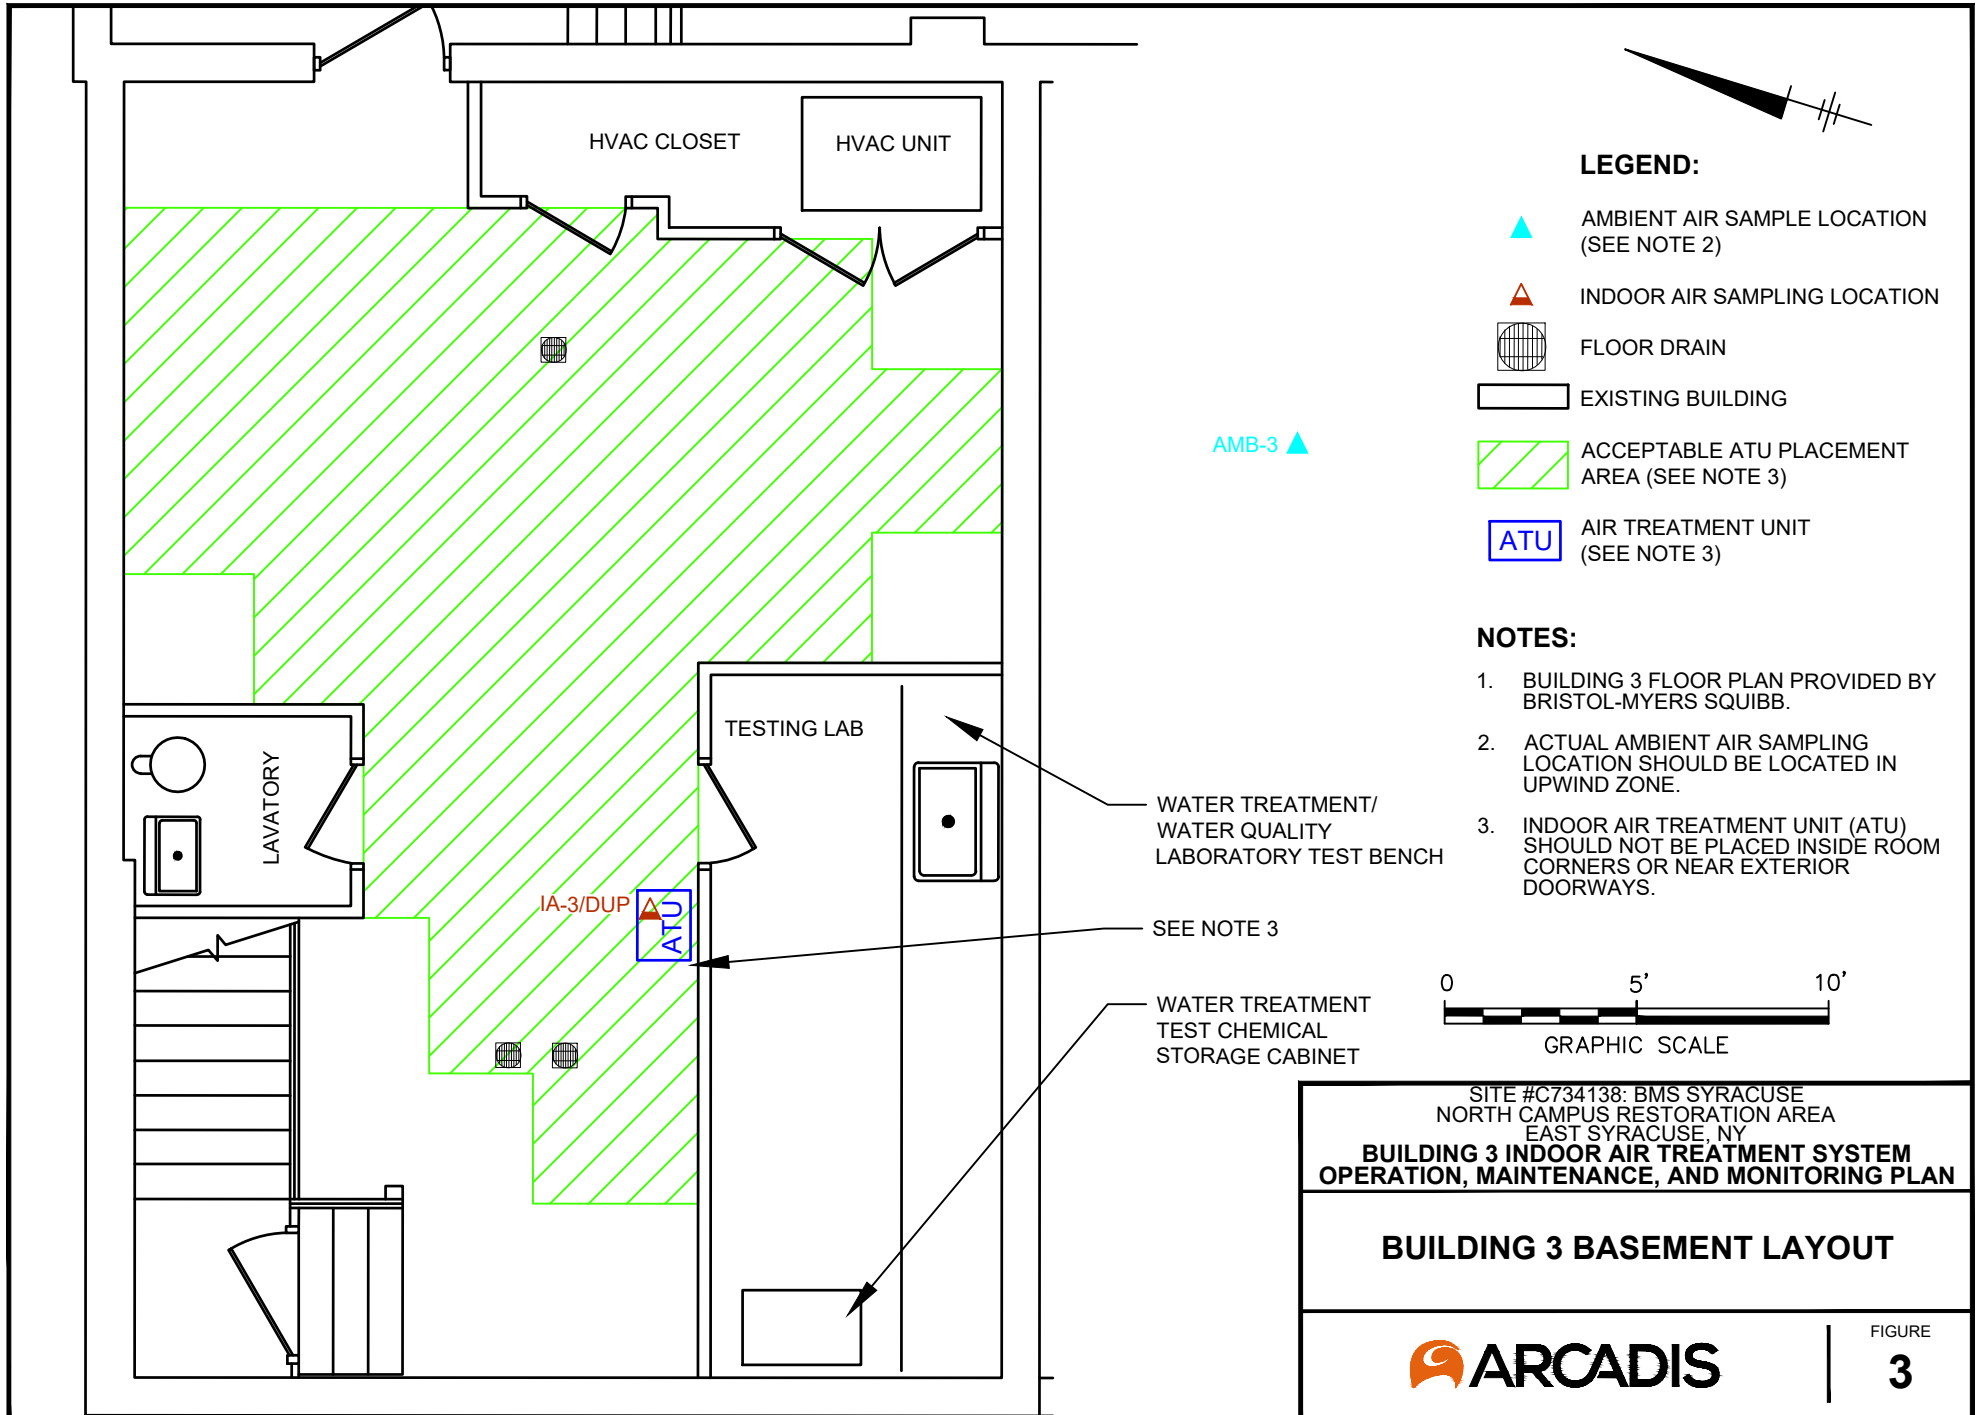 HVAC CLOSET
HVAC UNIT
TESTING LAB
LAVATORY
IA-3/DUP
ATU
AMB-3
WATER TREATMENT/
WATER QUALITY
LABORATORY TEST BENCH
SEE NOTE 3
WATER TREATMENT
TEST CHEMICAL
STORAGE CABINET
LEGEND:
AMBIENT AIR SAMPLE LOCATION
(SEE NOTE 2)
INDOOR AIR SAMPLING LOCATION
FLOOR DRAIN
EXISTING BUILDING
ACCEPTABLE ATU PLACEMENT
AREA (SEE NOTE 3)
ATU
AIR TREATMENT UNIT
(SEE NOTE 3)
NOTES:
1. BUILDING 3 FLOOR PLAN PROVIDED BY
BRISTOL-MYERS SQUIBB.
2. ACTUAL AMBIENT AIR SAMPLING
LOCATION SHOULD BE LOCATED IN
UPWIND ZONE.
3. INDOOR AIR TREATMENT UNIT (ATU)
SHOULD NOT BE PLACED INSIDE ROOM
CORNERS OR NEAR EXTERIOR
DOORWAYS.
0 5' 10'
GRAPHIC SCALE
SITE #C734138: BMS SYRACUSE
NORTH CAMPUS RESTORATION AREA
EAST SYRACUSE, NY
BUILDING 3 INDOOR AIR TREATMENT SYSTEM
OPERATION, MAINTENANCE, AND MONITORING PLAN
BUILDING 3 BASEMENT LAYOUT
ARCADIS
FIGURE
3